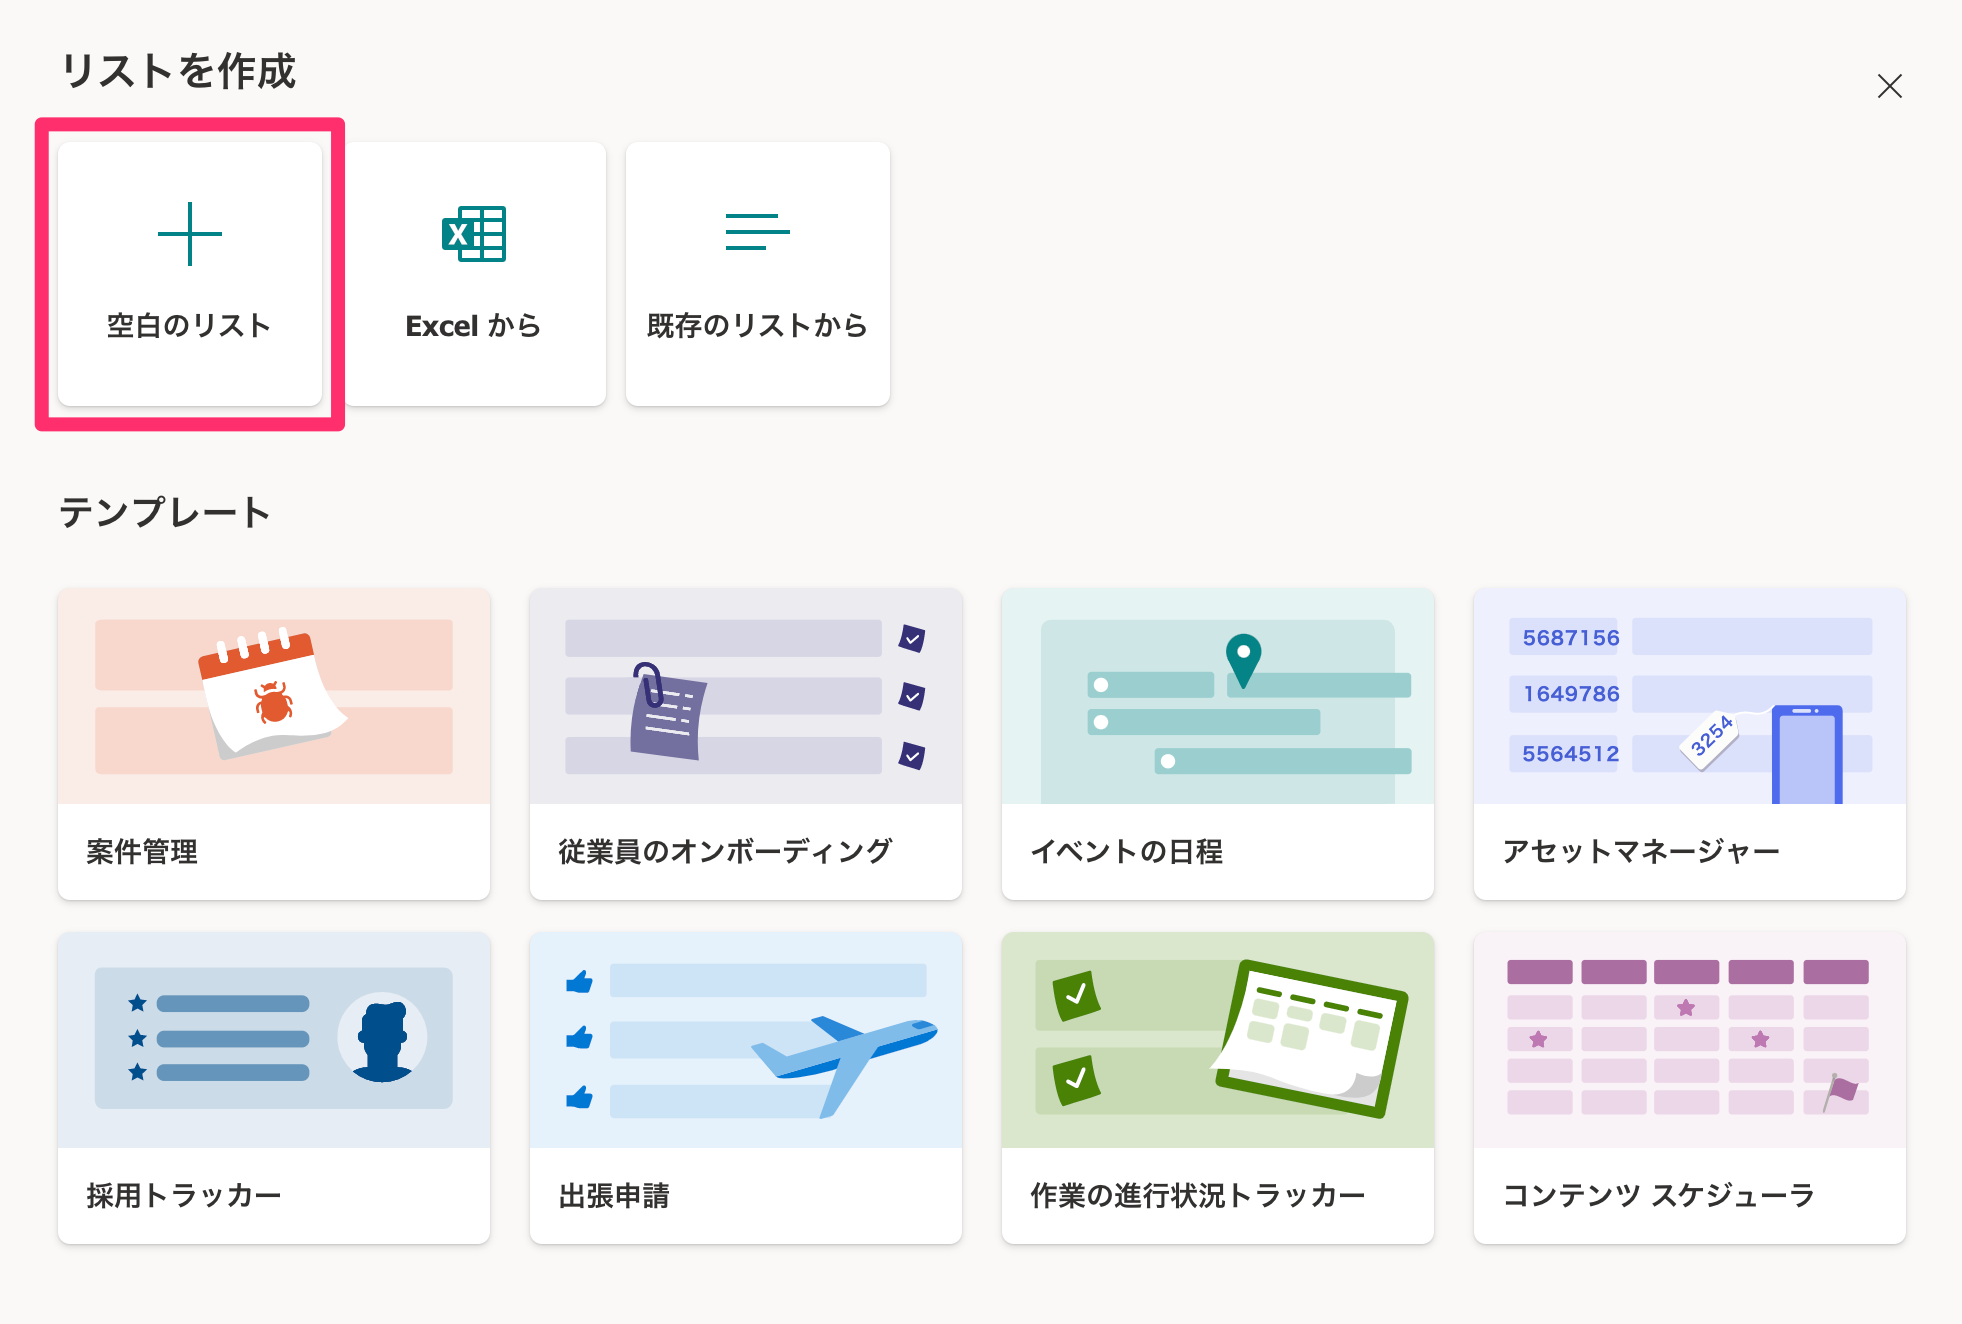 リストを作成
空白のリスト
Excel から
既存のリストから
テンプレート
5687156
1649786
5564512
3254
案件管理
従業員のオンボーディング
イベントの日程
アセットマネージャー
採用トラッカー
出張申請
作業の進行状況トラッカー
コンテンツ スケジューラ